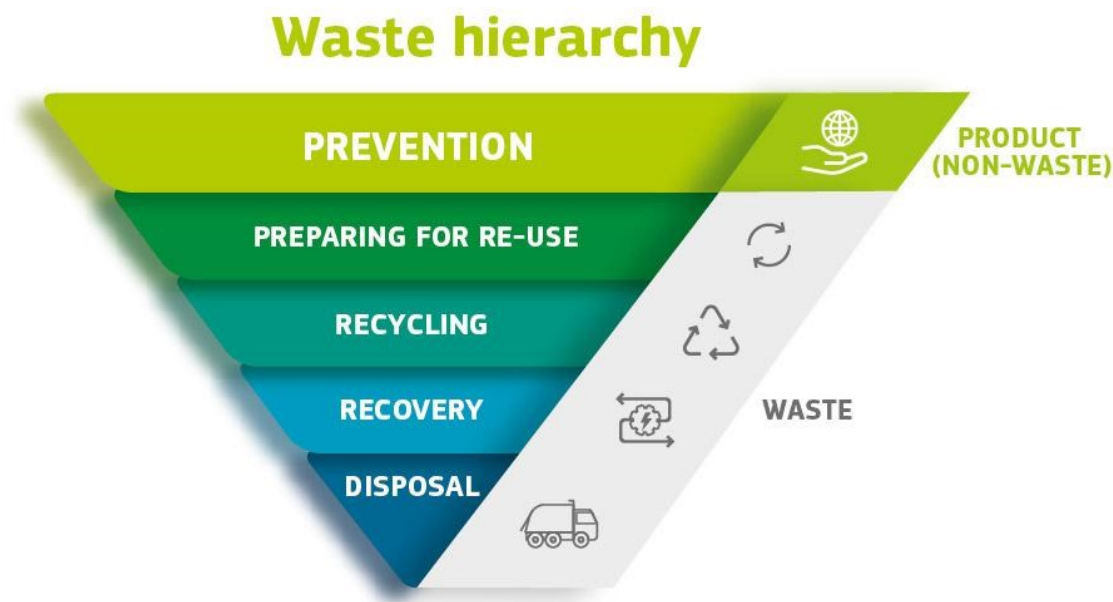 Waste hierarchy
PREVENTION
PRODUCT
(NON-WASTE)
PREPARING FOR RE-USE
RECYCLING
RECOVERY
WASTE
DISPOSAL